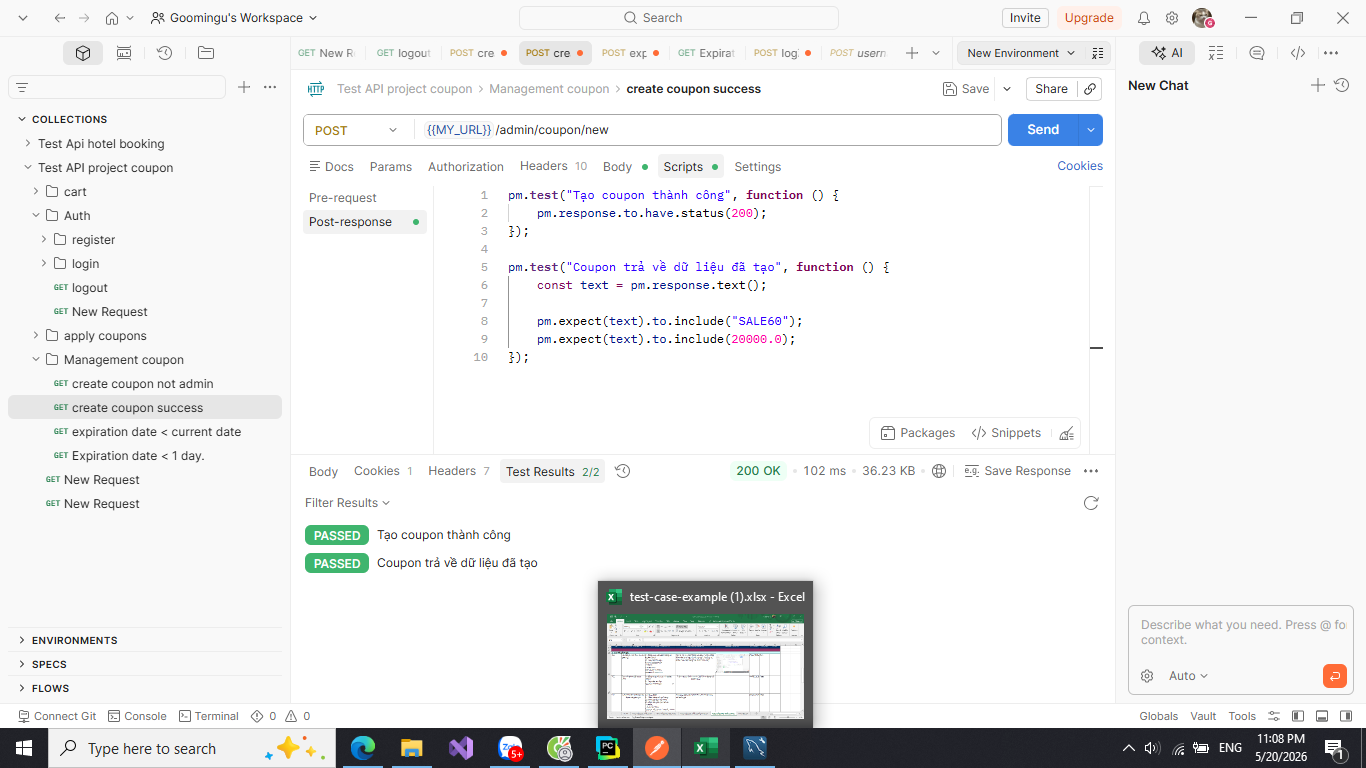 Goomingu's Workspace
Search
Invite
Upgrade
GET New R
GET logout
POST cre
POST cre
POST exp
GET Expirat
POST log
POST usern
New Environment
AI
HTTP
Test API project coupon > Management coupon > create coupon success
Save
Share
New Chat
COLLECTIONS
Test Api hotel booking
Test API project coupon
cart
Auth
register
login
GET logout
GET New Request
apply coupons
Management coupon
GET create coupon not admin
GET create coupon success
GET expiration date < current date
GET Expiration date < 1 day.
GET New Request
GET New Request
ENVIRONMENTS
SPECS
FLOWS
POST
{{MY_URL}} /admin/coupon/new
Send
Docs
Params
Authorization
Headers 10
Body
Scripts
Settings
Cookies
Pre-request
Post-response
1 pm.test("Tạo coupon thành công", function () {
2 pm.response.to.have.status(200);
3 });
4
5 pm.test("Coupon trả về dữ liệu đã tạo", function () {
6 const text = pm.response.text();
7
8 pm.expect(text).to.include("SALE60");
9 pm.expect(text).to.include(20000.0);
10 });
Packages
Snippets
Body
Cookies 1
Headers 7
Test Results 2/2
200 OK
102 ms
36.23 KB
e.g. Save Response
Filter Results
PASSED Tạo coupon thành công
PASSED Coupon trả về dữ liệu đã tạo
test-case-example (1).xlsx - Excel
Describe what you need. Press @ for
context.
Auto
Connect Git
Console
Terminal
0
0
Globals
Vault
Tools
Type here to search
5+
PC
ENG
11:08 PM
5/20/2026
1